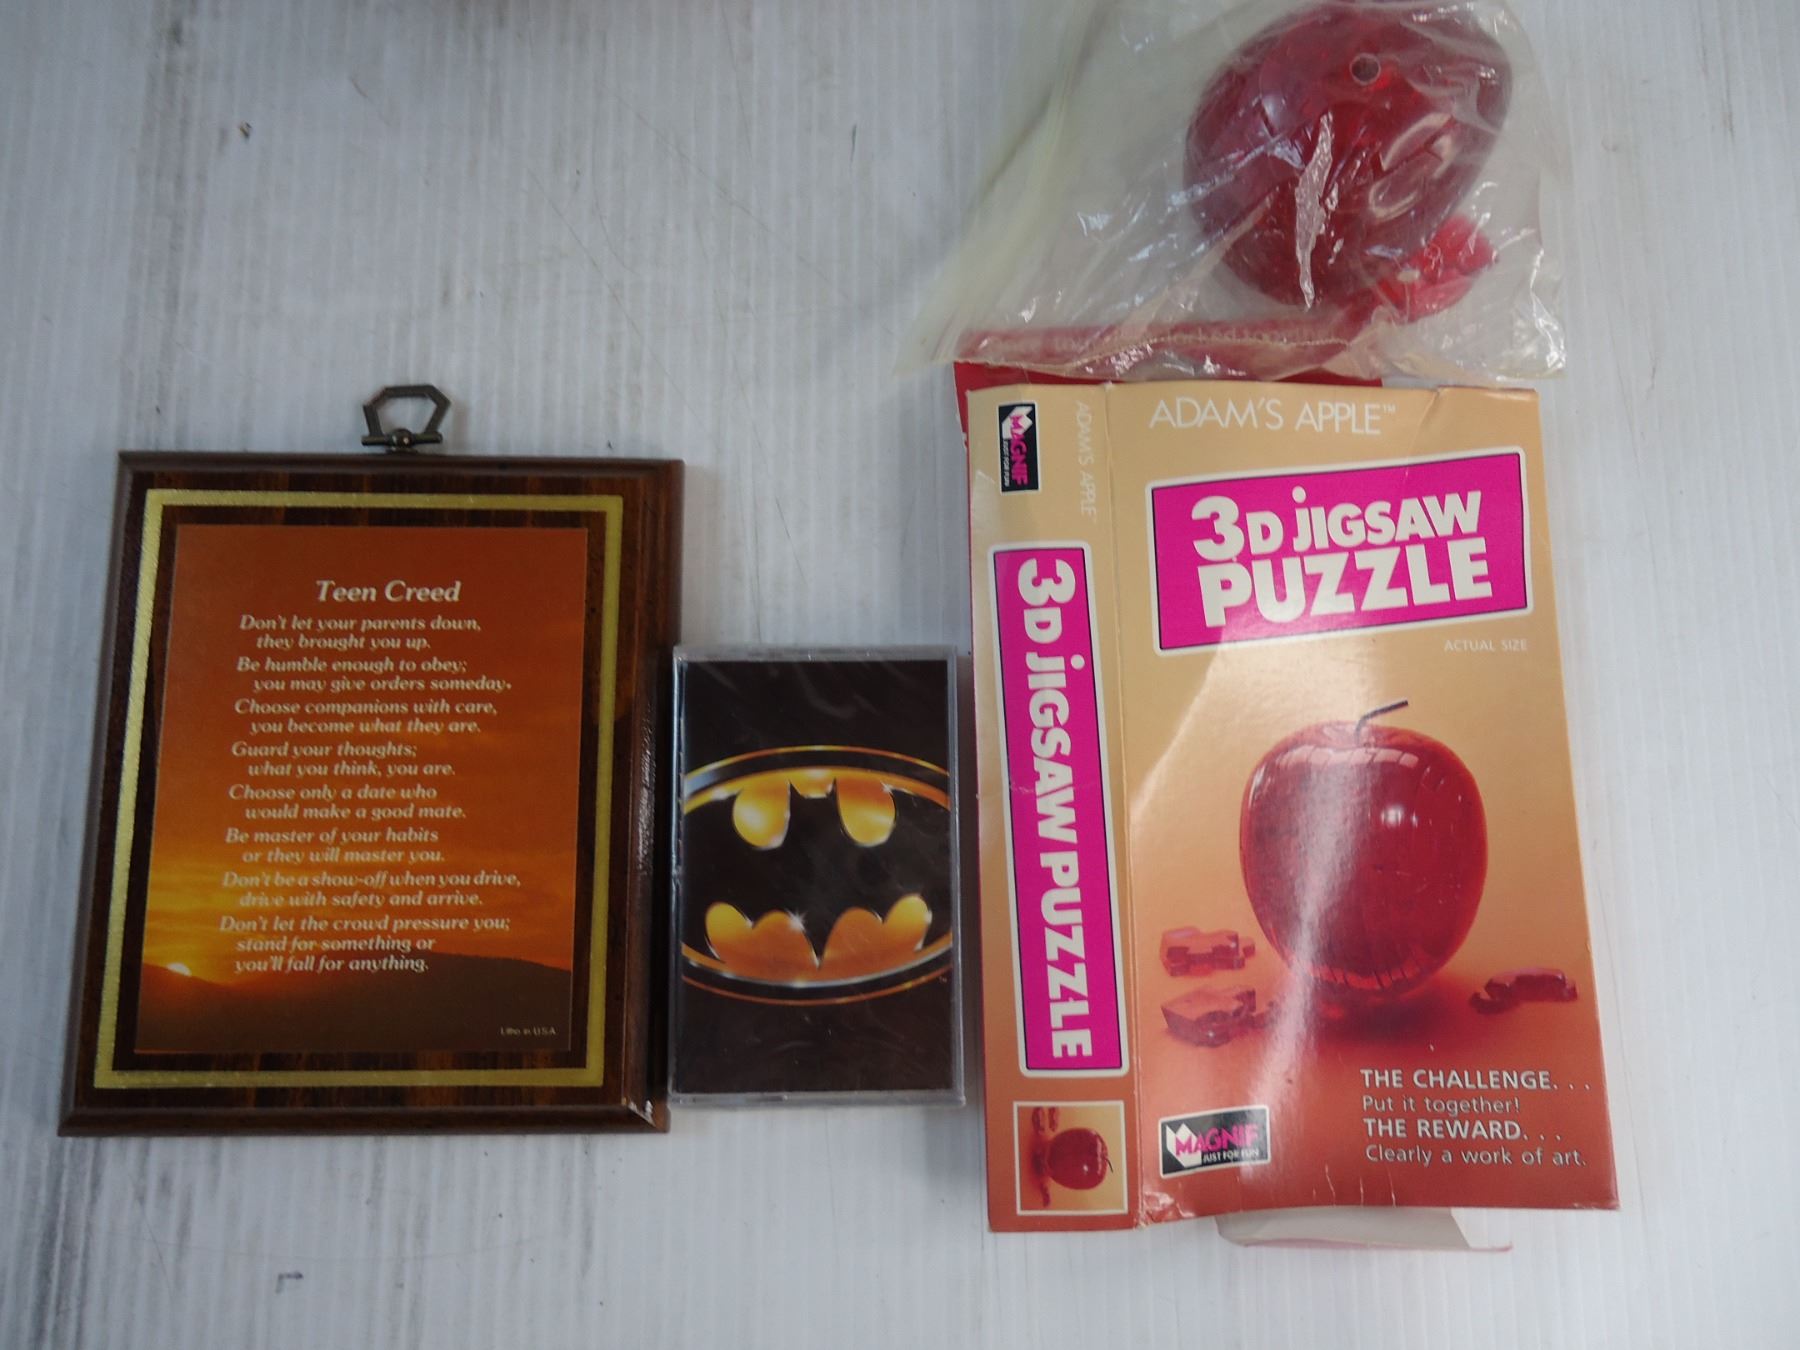 Teen Creed
Don't let your parents down,
they brought you up.
Be humble enough to obey;
you may give orders someday.
Choose companions with care,
you become what they are.
Guard your thoughts;
what you think, you are.
Choose only a date who
would make a good mate.
Be master of your habits
or they will master you.
Don't be a show-off when you drive,
drive with safety and arrive.
Don't let the crowd pressure you;
stand for something or
you'll fall for anything.
Litho in U.S.A.
locked together
MAGNIF
JUST FOR FUN
ADAM'S APPLE™
3D JIGSAW PUZZLE
ADAM'S APPLE™
3D JIGSAW
PUZZLE
ACTUAL SIZE
THE CHALLENGE. . .
Put it together!
THE REWARD. . .
Clearly a work of art.
MAGNIF
JUST FOR FUN